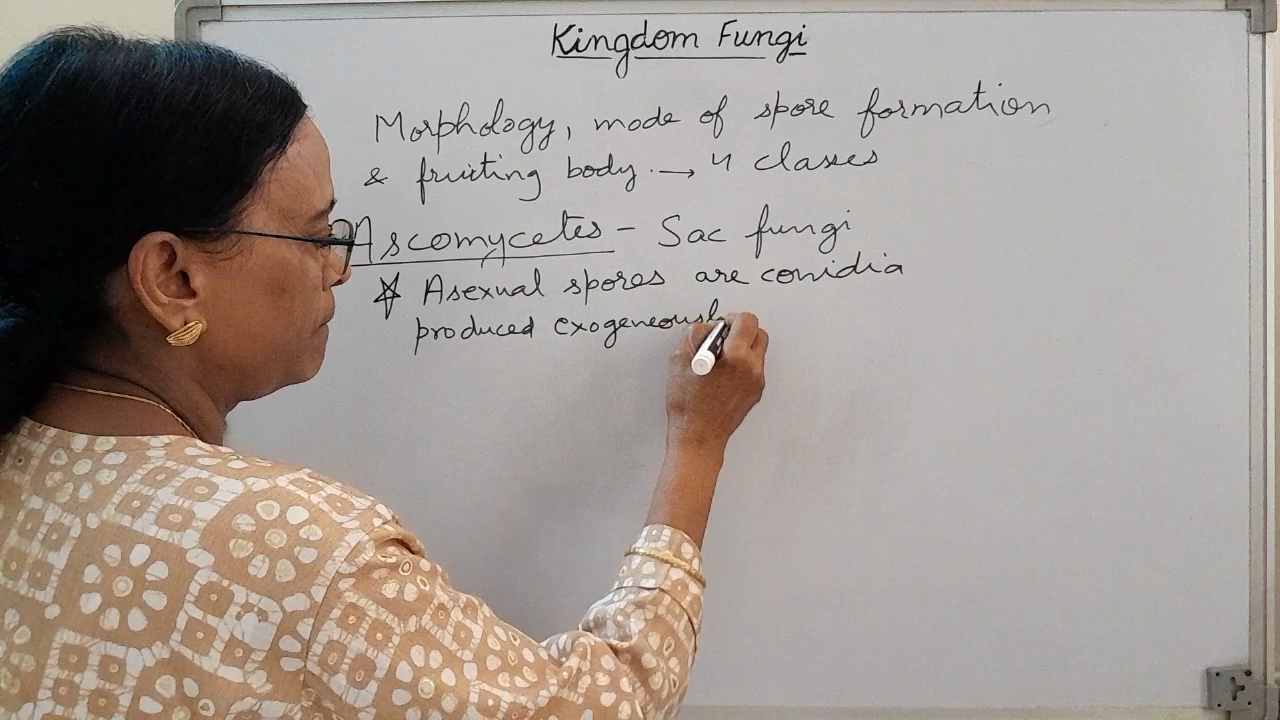 Kingdom Fungi
Morphology, mode of spore formation
& fruiting body. → 4 classes
Ascomycetes - Sac fungi
☆ Asexual spores are conidia
produced exogeneously